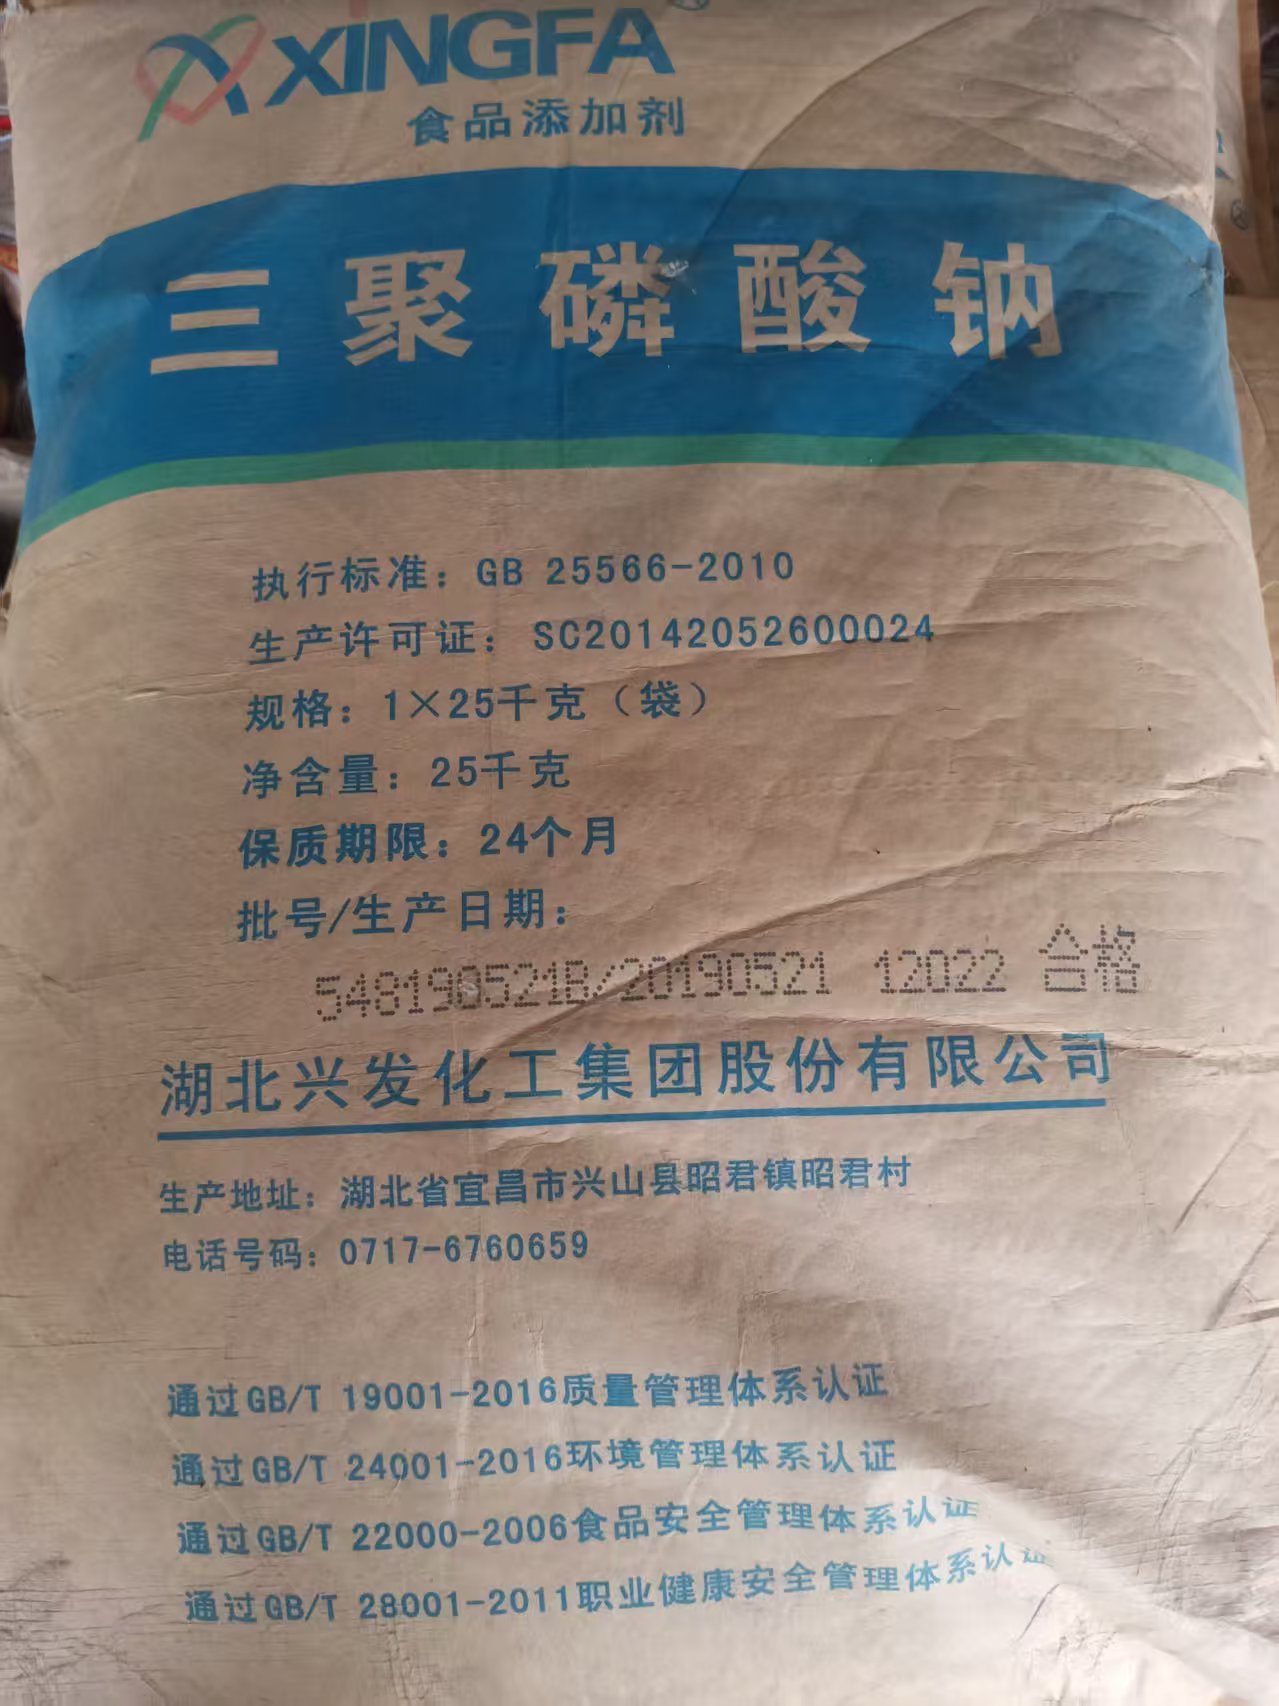 XINGFA
食品添加剂
三聚磷酸钠
执行标准：GB 25566-2010
生产许可证：SC20142052600024
规格：1×25千克（袋）
净含量：25千克
保质期限：24个月
批号/生产日期：
548190521B/20190521 12022 合格
湖北兴发化工集团股份有限公司
生产地址：湖北省宜昌市兴山县昭君镇昭君村
电话号码：0717-6760659
通过GB/T 19001-2016质量管理体系认证
通过GB/T 24001-2016环境管理体系认证
通过GB/T 22000-2006食品安全管理体系认证
通过GB/T 28001-2011职业健康安全管理体系认证